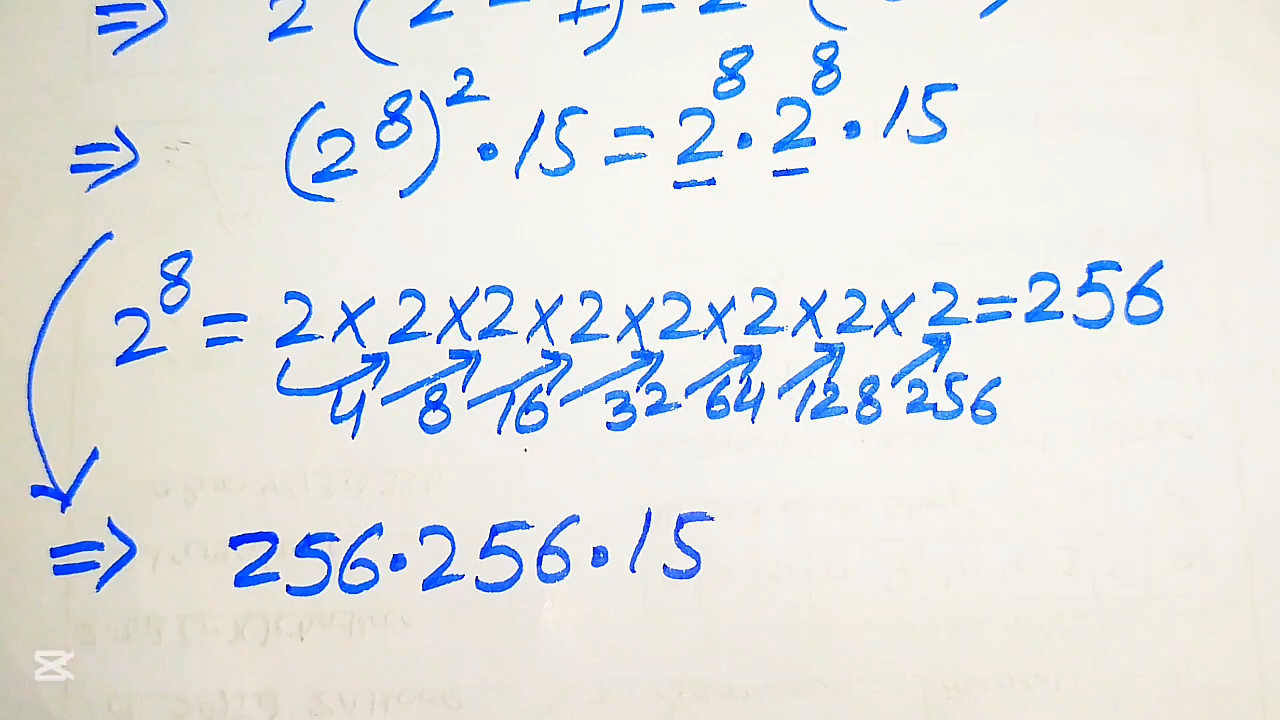 ⇒ (2⁸)² · 15 = 2⁸ · 2⁸ · 15
2⁸ = 2 × 2 × 2 × 2 × 2 × 2 × 2 × 2 = 256
4 8 16 32 64 128 256
⇒ 256 · 256 · 15